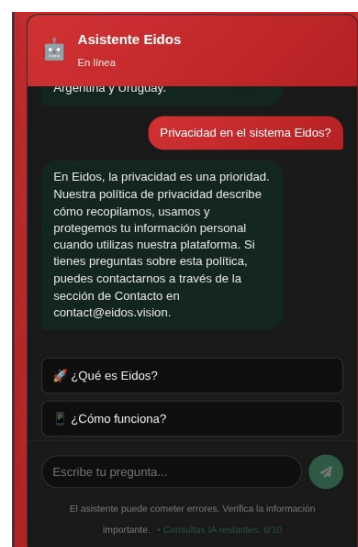 Asistente Eidos
En línea
Argentina y Uruguay.
Privacidad en el sistema Eidos?
En Eidos, la privacidad es una prioridad.
Nuestra política de privacidad describe
cómo recopilamos, usamos y
protegemos tu información personal
cuando utilizas nuestra plataforma. Si
tienes preguntas sobre esta política,
puedes contactarnos a través de la
sección de Contacto en
contact@eidos.vision.
🚀 ¿Qué es Eidos?
📱 ¿Cómo funciona?
Escribe tu pregunta...
El asistente puede cometer errores. Verifica la información
importante. • Consultas IA restantes: 6/10